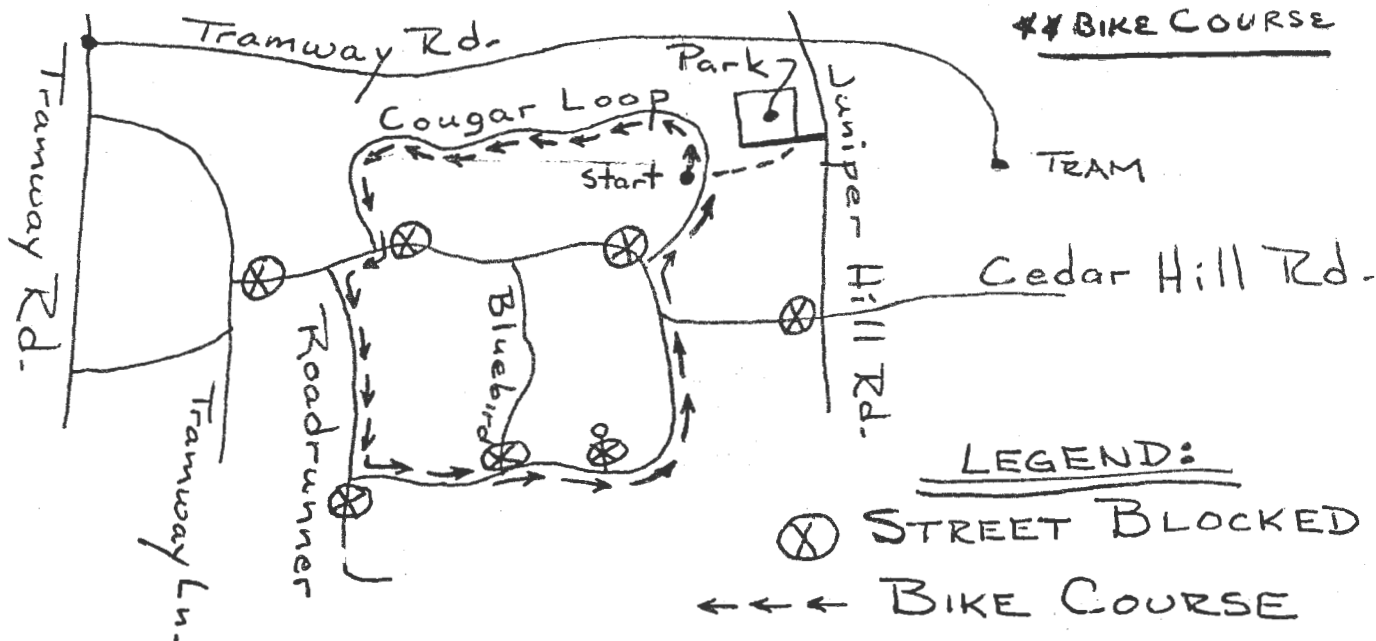 ** BIKE COURSE
Tramway Rd.
Park
Cougar Loop
Start
TRAM
Tramway Rd.
Juniper Hill Rd.
Cedar Hill Rd.
Bluebird
Roadrunner
Tramway Ln.
LEGEND:
STREET BLOCKED
BIKE COURSE